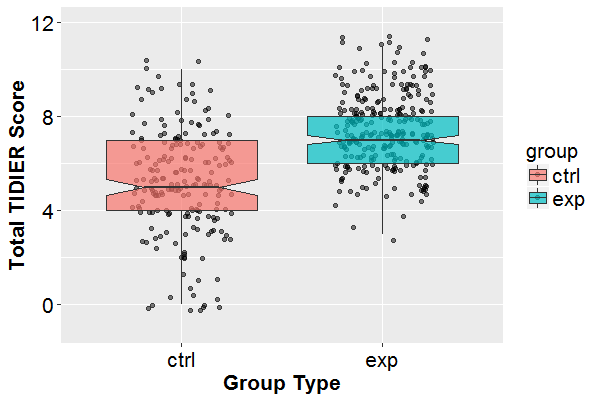 Total TIDIER Score
12
8
4
0
ctrl
exp
Group Type
group
ctrl
exp